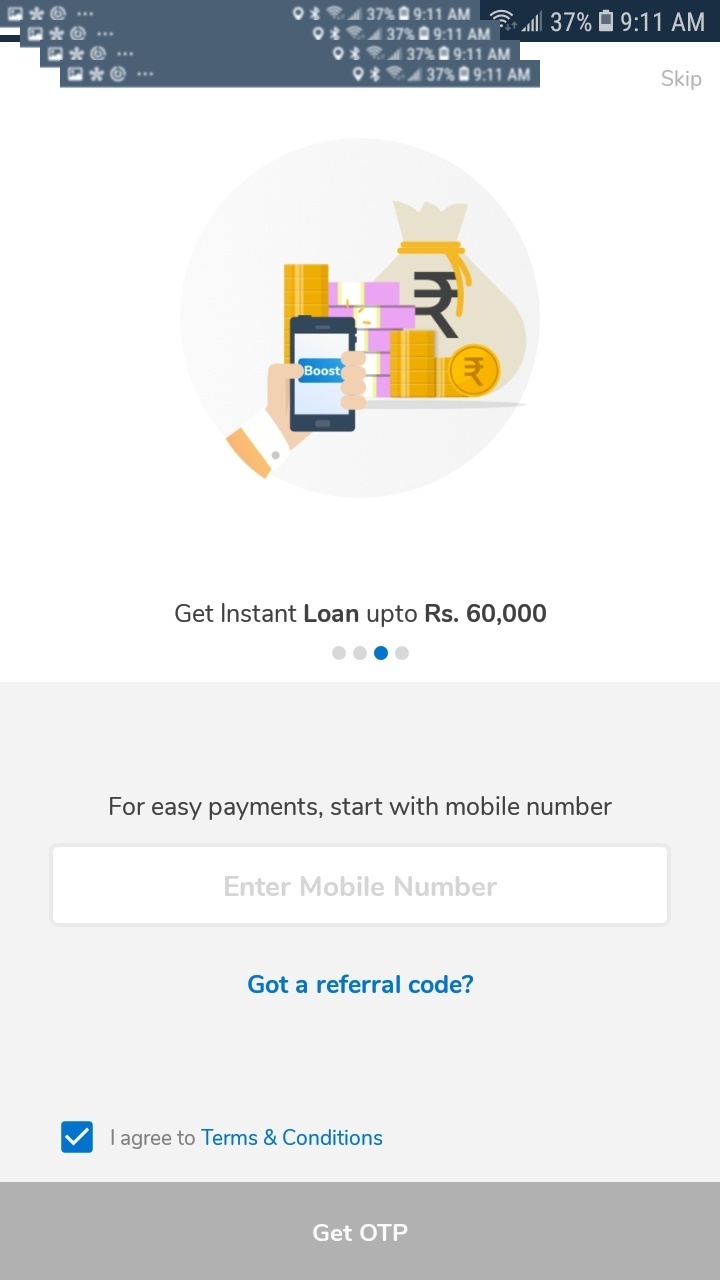 37% 9:11 AM
37% 9:11 AM
37% 9:11 AM
37% 9:11 AM
37% 9:11 AM
Skip
₹
Boost
₹
Get Instant Loan upto Rs. 60,000
For easy payments, start with mobile number
Enter Mobile Number
Got a referral code?
I agree to Terms & Conditions
Get OTP